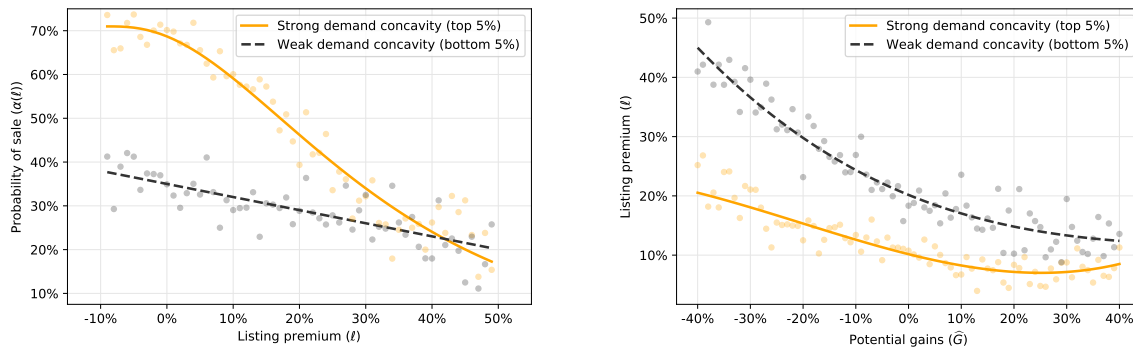 Strong demand concavity (top 5%)
Weak demand concavity (bottom 5%)
Probability of sale (α(ℓ))
70%
60%
50%
40%
30%
20%
10%
-10% 0% 10% 20% 30% 40% 50%
Listing premium (ℓ)
Strong demand concavity (top 5%)
Weak demand concavity (bottom 5%)
Listing premium (ℓ)
50%
40%
30%
20%
10%
-40% -30% -20% -10% 0% 10% 20% 30% 40%
Potential gains (Ĝ)